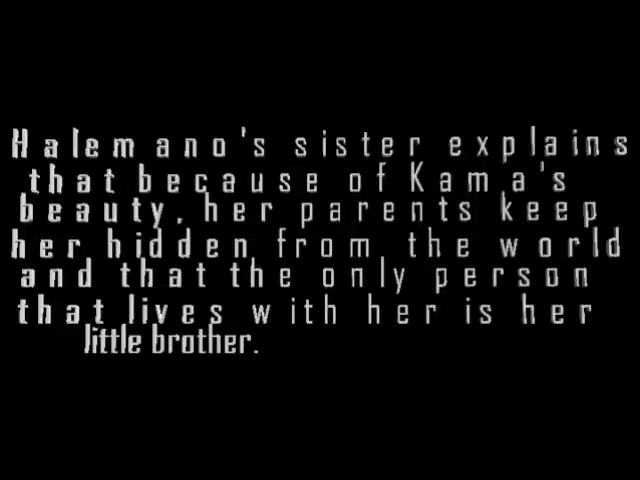 Halemano's sister explains
that because of Kama's
beauty, her parents keep
her hidden from the world
and that the only person
that lives with her is her
little brother.